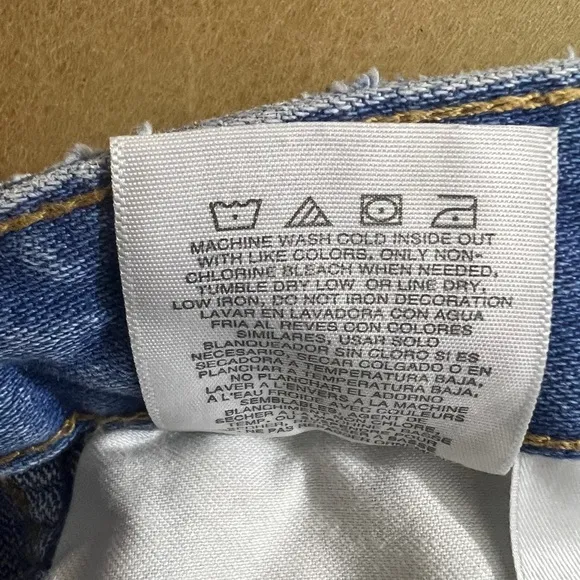 MACHINE WASH COLD INSIDE OUT
WITH LIKE COLORS, ONLY NON-
CHLORINE BLEACH WHEN NEEDED,
TUMBLE DRY LOW OR LINE DRY,
LOW IRON, DO NOT IRON DECORATION
LAVAR EN LAVADORA CON AGUA
FRIA AL REVES CON COLORES
SIMILARES, USAR SOLO
BLANQUEADOR SIN CLORO SI ES
NECESARIO, SECAR COLGADO O EN
SECADORA A TEMPERATURA BAJA,
PLANCHAR A TEMPERATURA BAJA,
NO PLANCHAR EL ADORNO
LAVER A L'ENVERS A LA MACHINE
A L'EAU FROIDE
BLANCHIMENT AVEC
SECHER
TEMP.